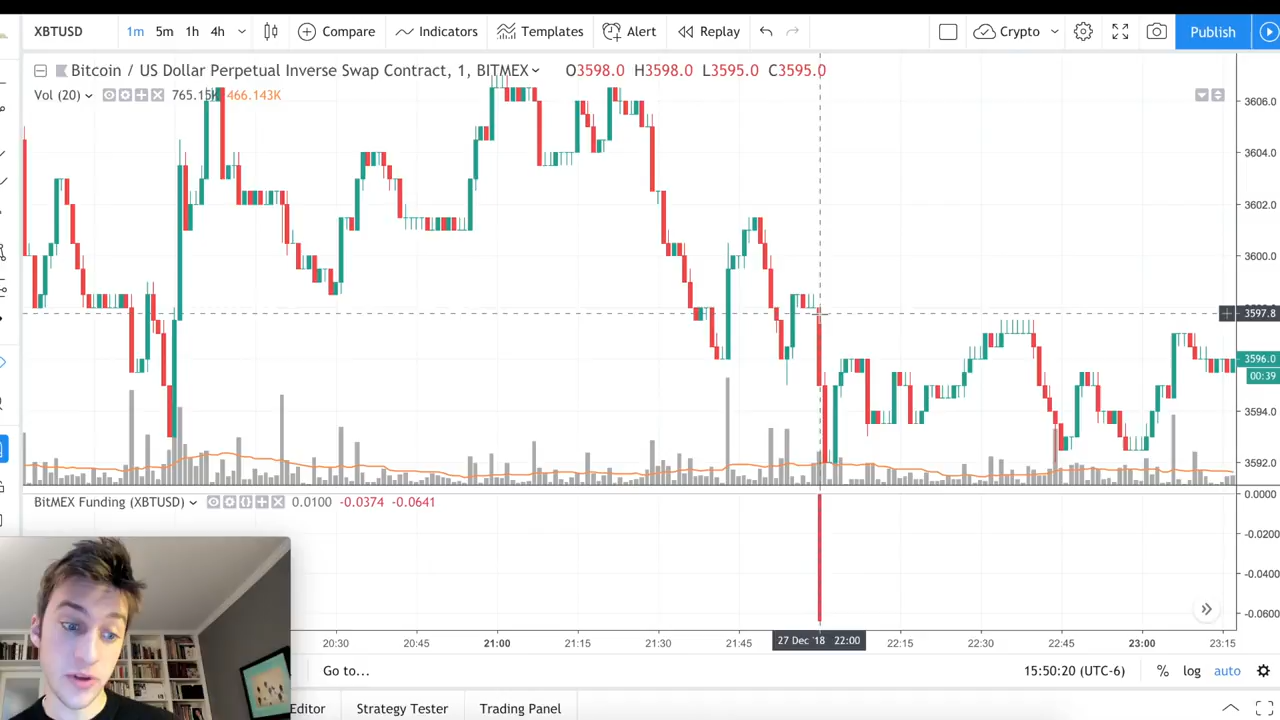 XBTUSD 1m 5m 1h 4h Compare Indicators Templates Alert Replay Crypto Publish
Bitcoin / US Dollar Perpetual Inverse Swap Contract, 1, BITMEX O3598.0 H3598.0 L3595.0 C3595.0
Vol (20) 765.15K 466.143K
3606.0
3604.0
3602.0
3600.0
3597.8
3596.0
00:39
3594.0
3592.0
BitMEX Funding (XBTUSD) 0.0100 -0.0374 -0.0641
0.0000
-0.0200
-0.0400
-0.0600
20:30 20:45 21:00 21:15 21:30 21:45 27 Dec '18 22:00 22:15 22:30 22:45 23:00 23:15
Go to... 15:50:20 (UTC-6) % log auto
Editor Strategy Tester Trading Panel